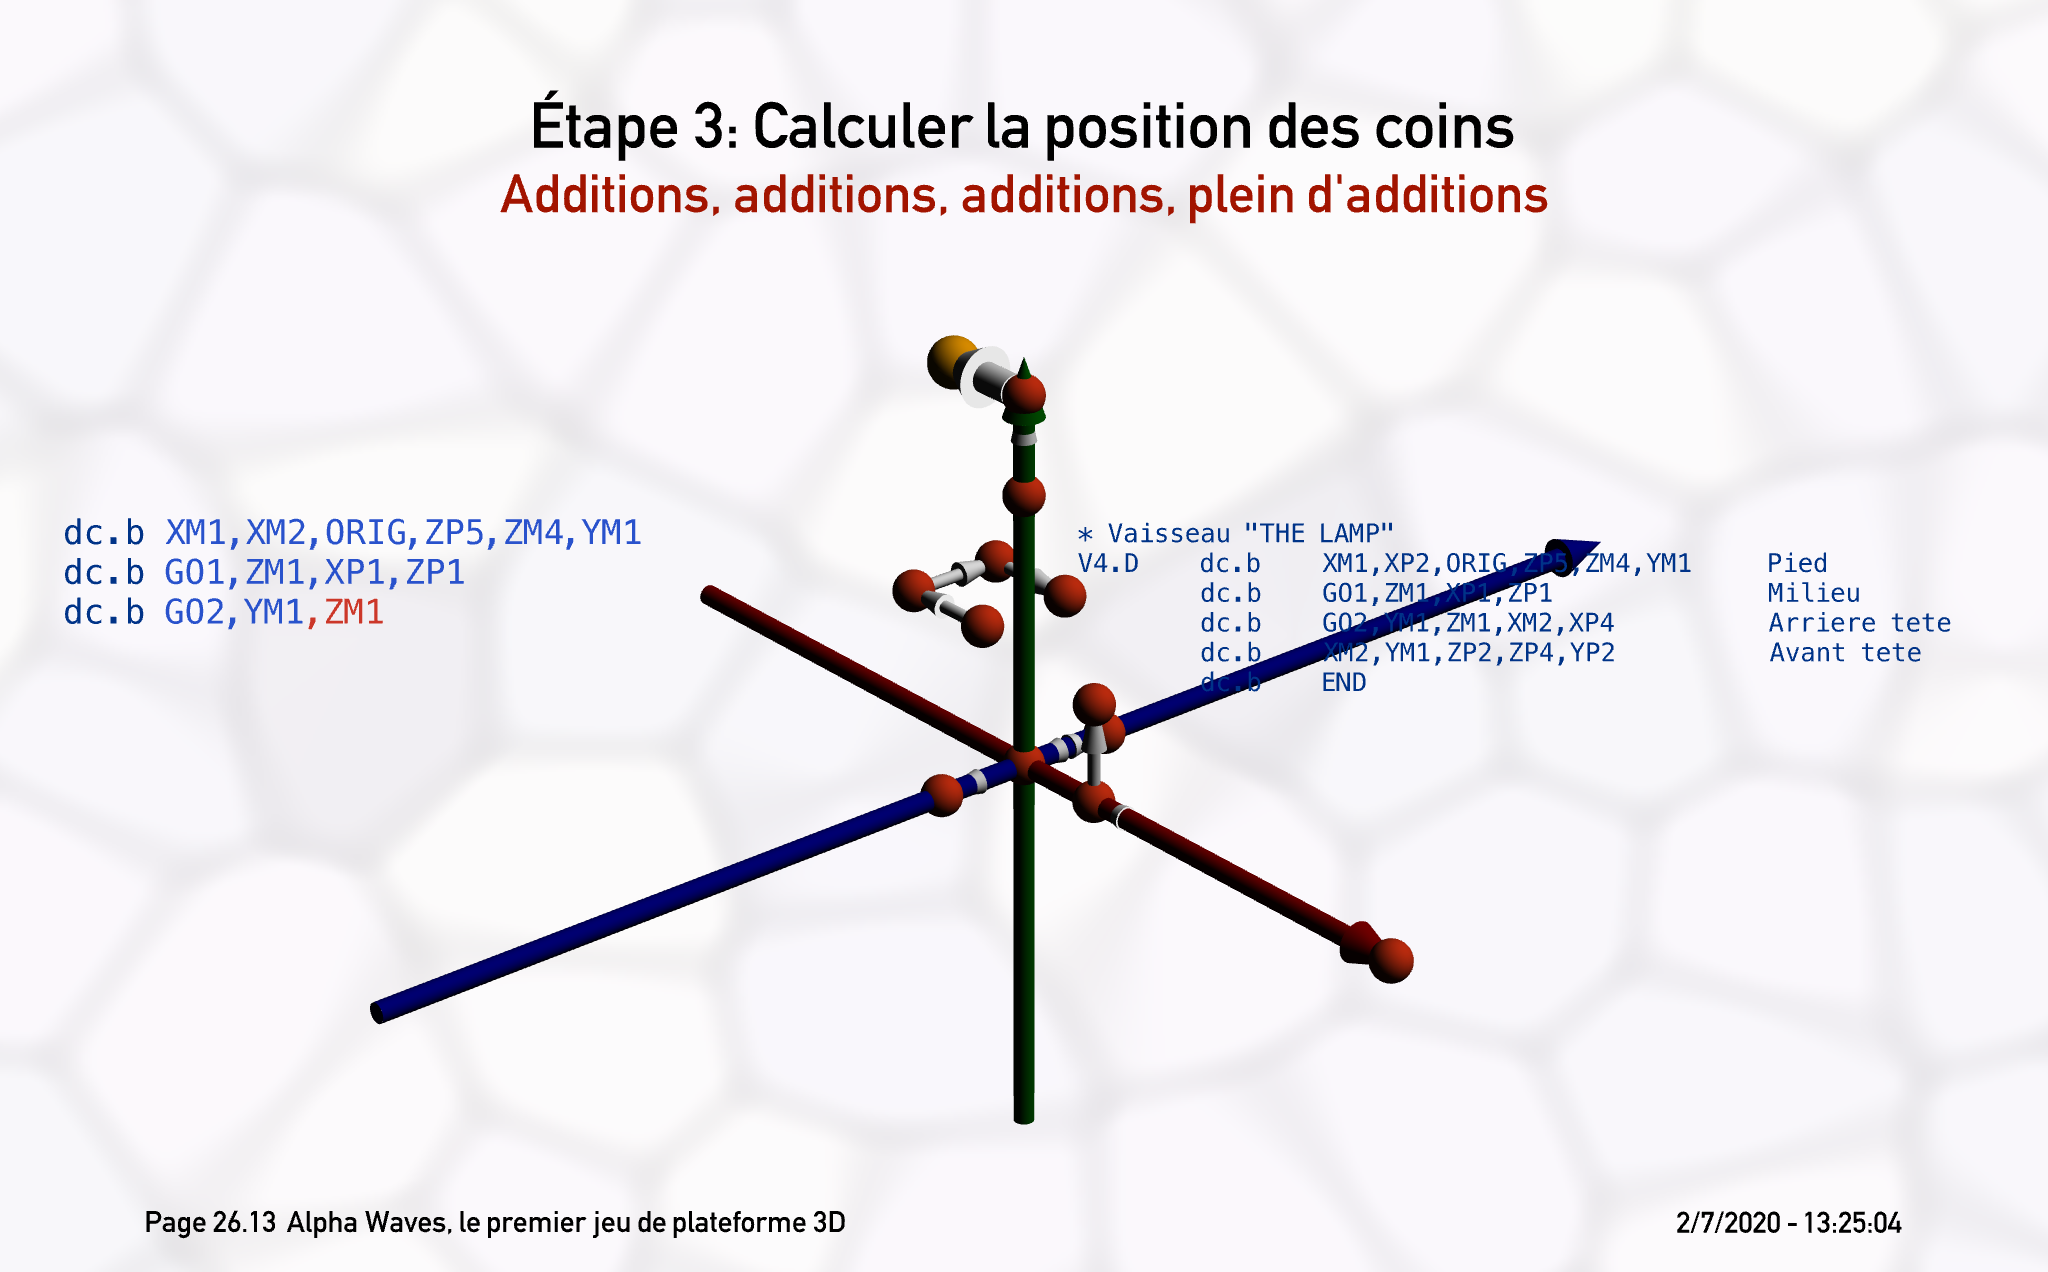 Étape 3: Calculer la position des coins
Additions, additions, additions, plein d'additions
dc.b XM1,XM2,ORIG,ZP5,ZM4,YM1
dc.b GO1,ZM1,XP1,ZP1
dc.b GO2,YM1,ZM1
* Vaisseau "THE LAMP"
V4.D dc.b XM1,XP2,ORIG,ZP5,ZM4,YM1 Pied
dc.b GO1,ZM1,XP1,ZP1 Milieu
dc.b GO2,YM1,ZM1,XM2,XP4 Arriere tete
dc.b XM2,YM1,ZP2,ZP4,YP2 Avant tete
dc.b END
Page 26.13 Alpha Waves, le premier jeu de plateforme 3D
2/7/2020 - 13:25:04